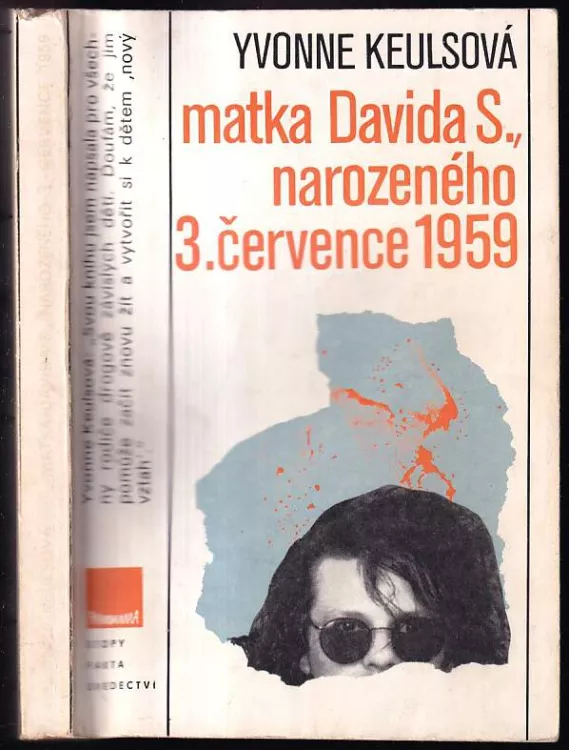 YVONNE KEULSOVÁ
matka Davida S.,
narozeného
3. července 1959
Yvonne Keulsová: „Svou knihu jsem napsala pro všech-
ny rodiče drogově závislých dětí. Doufám, že jim
pomůže začít znovu žít a vytvořit si k dětem ‚nový
vztah‘.“
STOPY
FAKTA
SVĚDECTVÍ